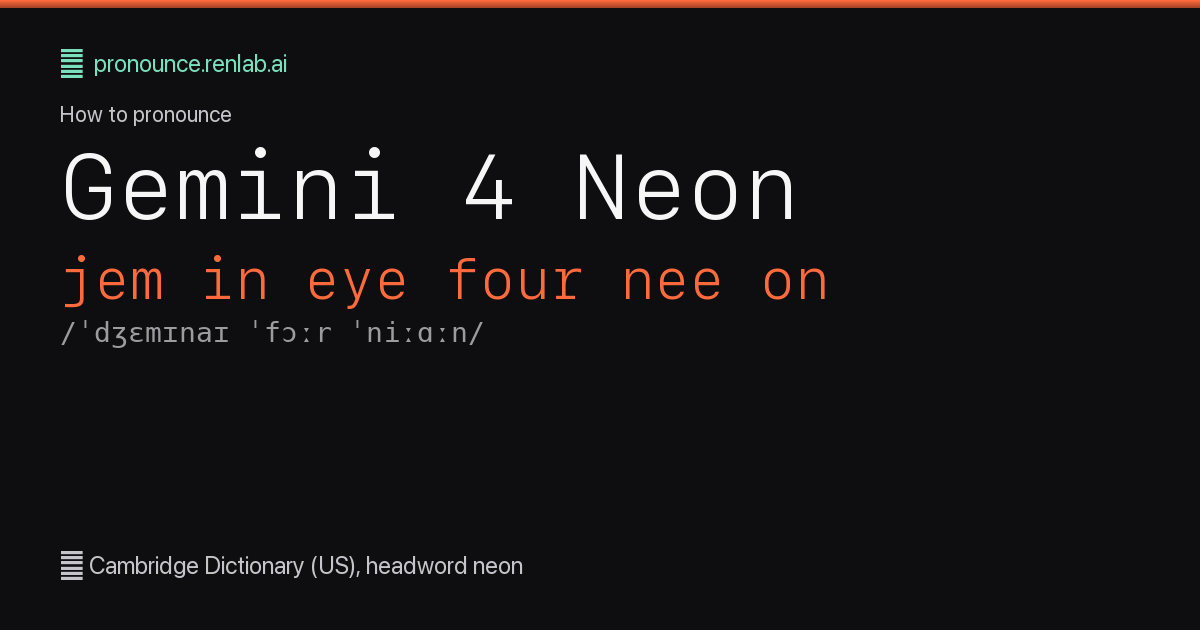 pronounce.renlab.ai
How to pronounce
Gemini 4 Neon
jem in eye four nee on
/ˈdʒɛmɪnaɪ ˈfɔːr ˈniːɑːn/
Cambridge Dictionary (US), headword neon